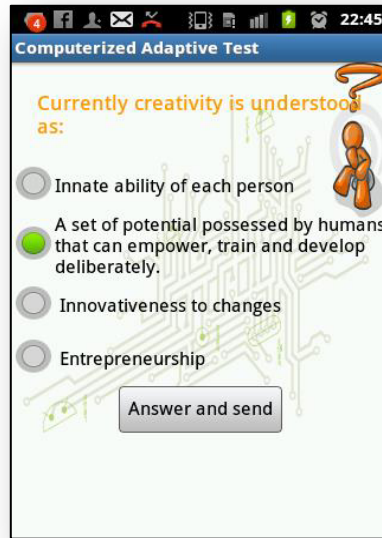 4 22:45
Computerized Adaptive Test
Currently creativity is understood
as:
Innate ability of each person
A set of potential possessed by humans
that can empower, train and develop
deliberately.
Innovativeness to changes
Entrepreneurship
Answer and send